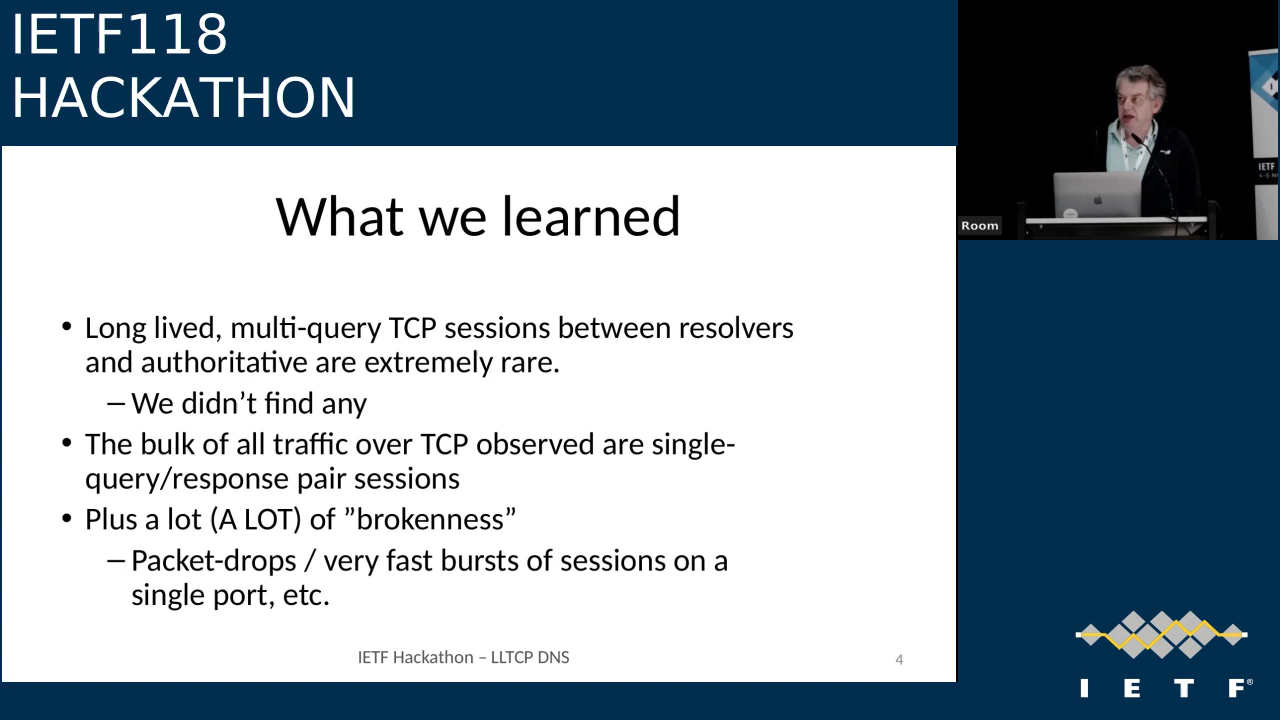 IETF118
HACKATHON
What we learned
• Long lived, multi-query TCP sessions between resolvers
and authoritative are extremely rare.
– We didn’t find any
• The bulk of all traffic over TCP observed are single-
query/response pair sessions
• Plus a lot (A LOT) of ”brokenness”
– Packet-drops / very fast bursts of sessions on a
single port, etc.
IETF Hackathon – LLTCP DNS
4
Room
IETF
I E T F®